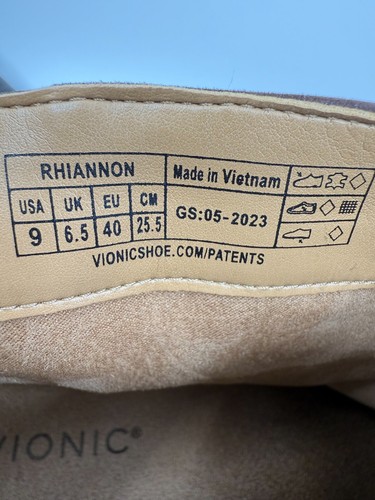 RHIANNON
Made in Vietnam
USA UK EU CM
9 6.5 40 25.5
GS:05-2023
VIONICSHOE.COM/PATENTS
VIONIC®